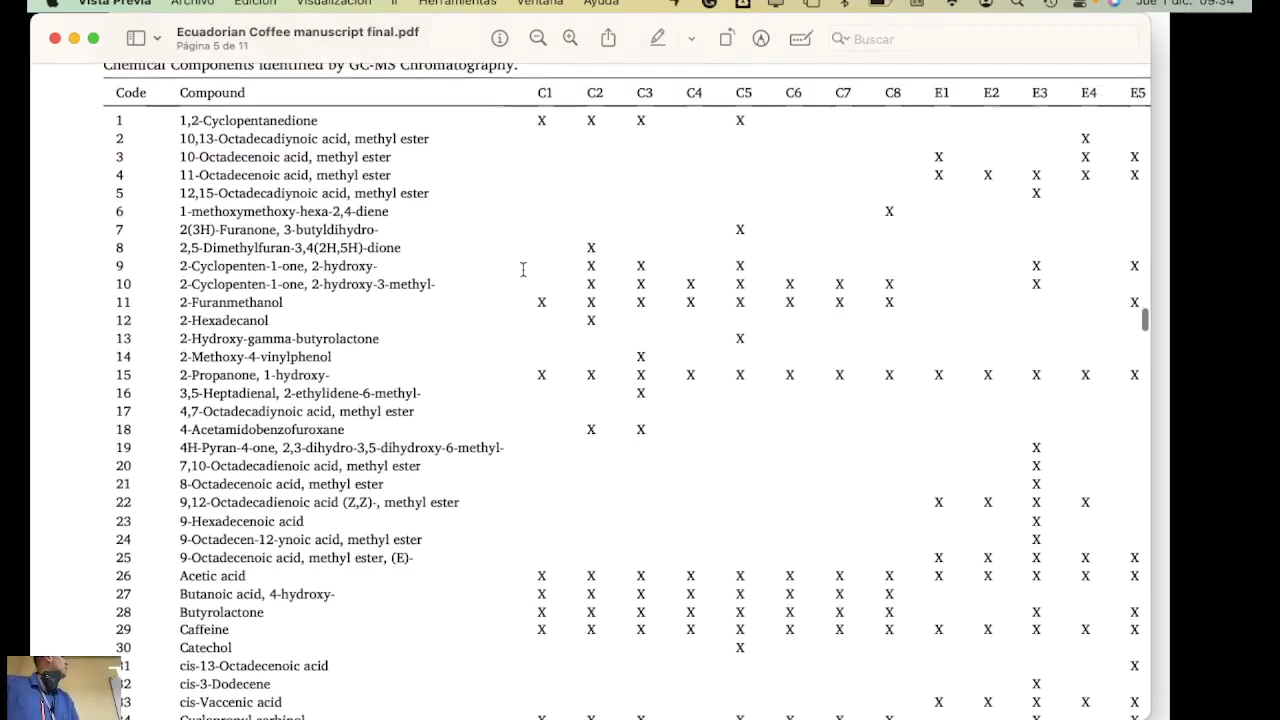 Vista Previa Archivo Edición Visualización Ir Herramientas Ventana Ayuda Jue 1 dic. 09:34
Ecuadorian Coffee manuscript final.pdf
Página 5 de 11
Buscar
Chemical Components identified by GC-MS Chromatography.
Code Compound C1 C2 C3 C4 C5 C6 C7 C8 E1 E2 E3 E4 E5
1 1,2-Cyclopentanedione X X X X
2 10,13-Octadecadiynoic acid, methyl ester X
3 10-Octadecenoic acid, methyl ester X X X
4 11-Octadecenoic acid, methyl ester X X X X X
5 12,15-Octadecadiynoic acid, methyl ester X
6 1-methoxymethoxy-hexa-2,4-diene X
7 2(3H)-Furanone, 3-butyldihydro- X
8 2,5-Dimethylfuran-3,4(2H,5H)-dione X
9 2-Cyclopenten-1-one, 2-hydroxy- X X X X X
10 2-Cyclopenten-1-one, 2-hydroxy-3-methyl- X X X X X X X X
11 2-Furanmethanol X X X X X X X X X
12 2-Hexadecanol X
13 2-Hydroxy-gamma-butyrolactone X
14 2-Methoxy-4-vinylphenol X
15 2-Propanone, 1-hydroxy- X X X X X X X X X X X X X
16 3,5-Heptadienal, 2-ethylidene-6-methyl- X
17 4,7-Octadecadiynoic acid, methyl ester
18 4-Acetamidobenzofuroxane X X
19 4H-Pyran-4-one, 2,3-dihydro-3,5-dihydroxy-6-methyl- X
20 7,10-Octadecadienoic acid, methyl ester X
21 8-Octadecenoic acid, methyl ester X
22 9,12-Octadecadienoic acid (Z,Z)-, methyl ester X X X X
23 9-Hexadecenoic acid X
24 9-Octadecen-12-ynoic acid, methyl ester X
25 9-Octadecenoic acid, methyl ester, (E)- X X X X X
26 Acetic acid X X X X X X X X X X X X X
27 Butanoic acid, 4-hydroxy- X X X X X X X X
28 Butyrolactone X X X X X X X X X X
29 Caffeine X X X X X X X X X X X X X
30 Catechol X
31 cis-13-Octadecenoic acid X
32 cis-3-Dodecene X
33 cis-Vaccenic acid X X X X X